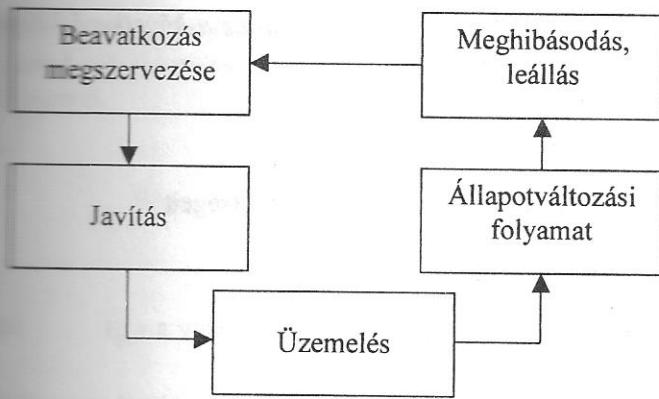 Beavatkozás
megszervezése
Meghibásodás,
leállás
Javítás
Állapotváltozási
folyamat
Üzemelés